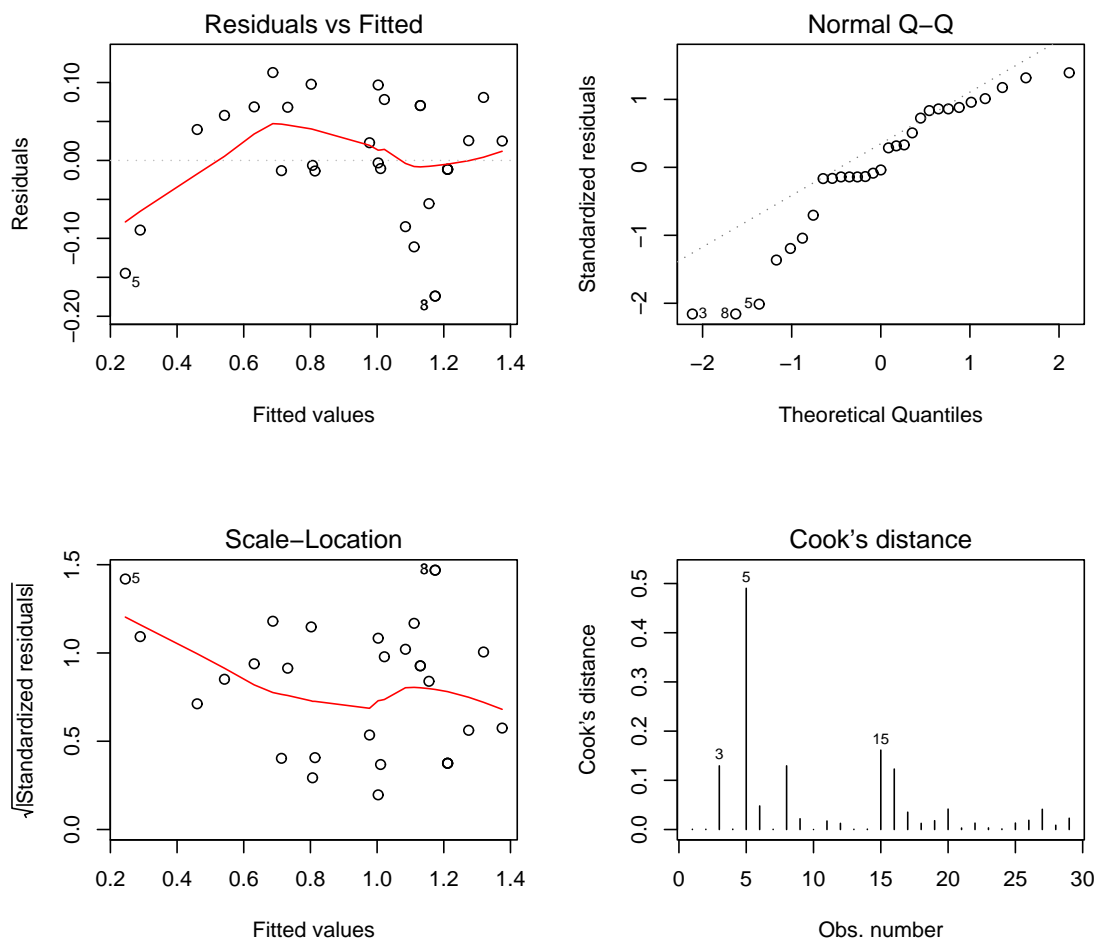 Residuals vs Fitted
Residuals
0.10
0.00
−0.10
−0.20
5
8
0.2 0.4 0.6 0.8 1.0 1.2 1.4
Fitted values
Normal Q−Q
Standardized residuals
1
0
−1
−2
3 8 5
−2 −1 0 1 2
Theoretical Quantiles
Scale−Location
√|Standardized residuals|
1.5
1.0
0.5
0.0
5
8
0.2 0.4 0.6 0.8 1.0 1.2 1.4
Fitted values
Cook's distance
Cook's distance
0.5
0.4
0.3
0.2
0.1
0.0
5
3
15
0 5 10 15 20 25 30
Obs. number